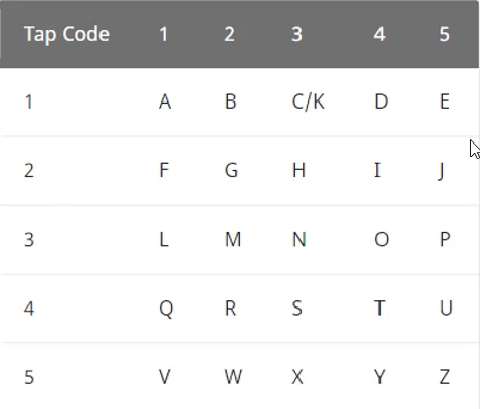 Tap Code 1 2 3 4 5
1 A B C/K D E
2 F G H I J
3 L M N O P
4 Q R S T U
5 V W X Y Z